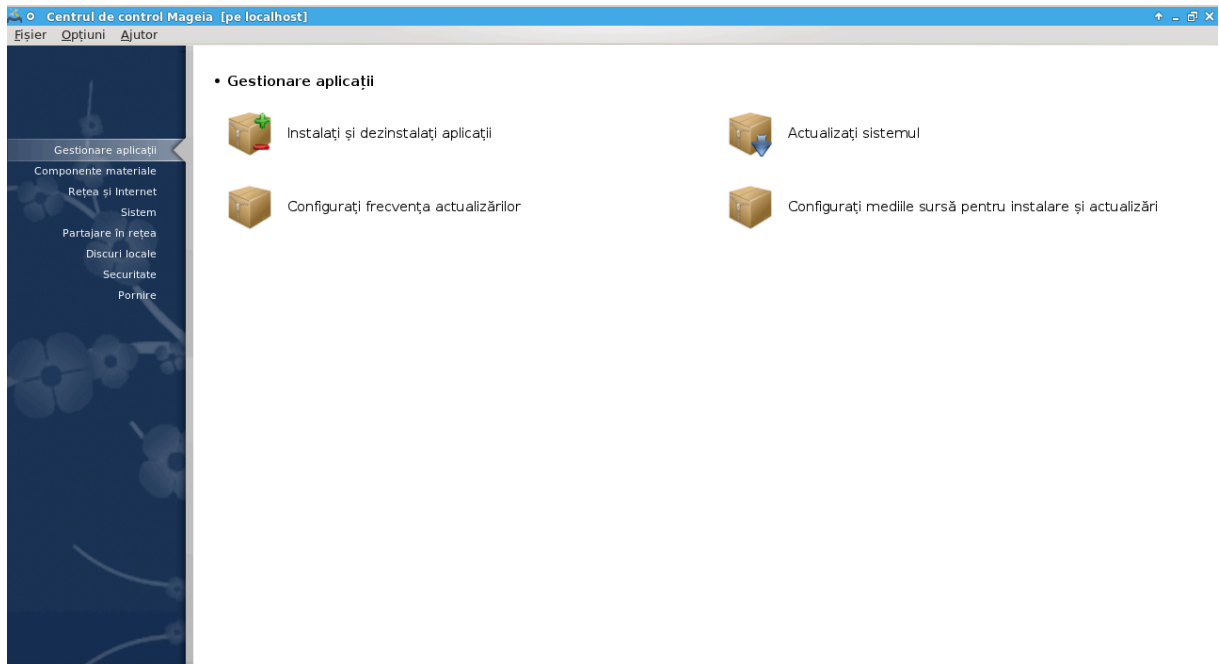 Centrul de control Mageia [pe localhost]
Fișier Opțiuni Ajutor
Gestionare aplicații
Componente materiale
Rețea și Internet
Sistem
Partajare în rețea
Discuri locale
Securitate
Pornire
• Gestionare aplicații
Instalați și dezinstalați aplicații
Actualizați sistemul
Configurați frecvența actualizărilor
Configurați mediile sursă pentru instalare și actualizări